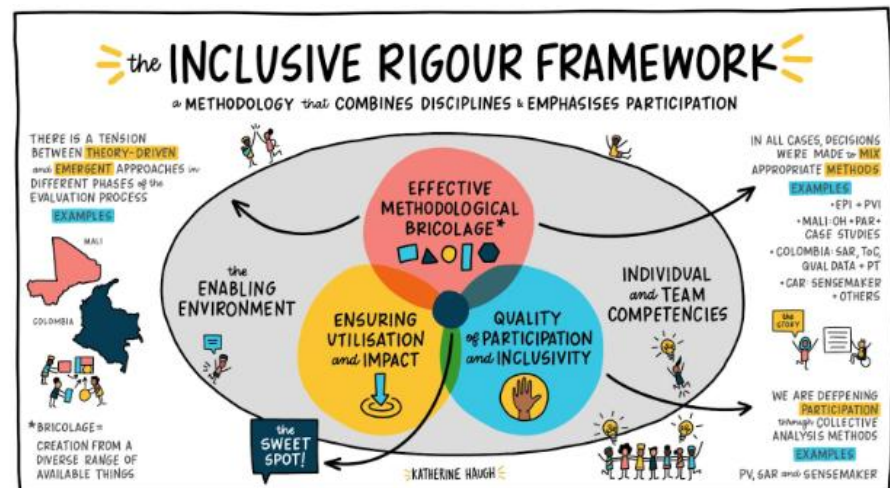 the INCLUSIVE RIGOUR FRAMEWORK
a METHODOLOGY that COMBINES DISCIPLINES & EMPHASISES PARTICIPATION
THERE IS A TENSION
BETWEEN THEORY-DRIVEN
and EMERGENT APPROACHES in
DIFFERENT PHASES of the
EVALUATION PROCESS
EXAMPLES
MALI
COLOMBIA
*BRICOLAGE=
CREATION FROM A
DIVERSE RANGE OF
AVAILABLE THINGS
EFFECTIVE
METHODOLOGICAL
BRICOLAGE*
the
ENABLING
ENVIRONMENT
ENSURING
UTILISATION
and IMPACT
QUALITY
of PARTICIPATION
and INCLUSIVITY
INDIVIDUAL
and TEAM
COMPETENCIES
the
SWEET
SPOT!
KATHERINE HAUGH
IN ALL CASES, DECISIONS
WERE MADE to MIX
APPROPRIATE METHODS
EXAMPLES
•EPI + PVI
•MALI: OH + PAR+
CASE STUDIES
•COLOMBIA: SAR, ToC,
QUAL DATA + PT
•CAR: SENSEMAKER
+ OTHERS
the
STORY
WE ARE DEEPENING
PARTICIPATION
through COLLECTIVE
ANALYSIS METHODS
EXAMPLES
PV, SAR and SENSEMAKER